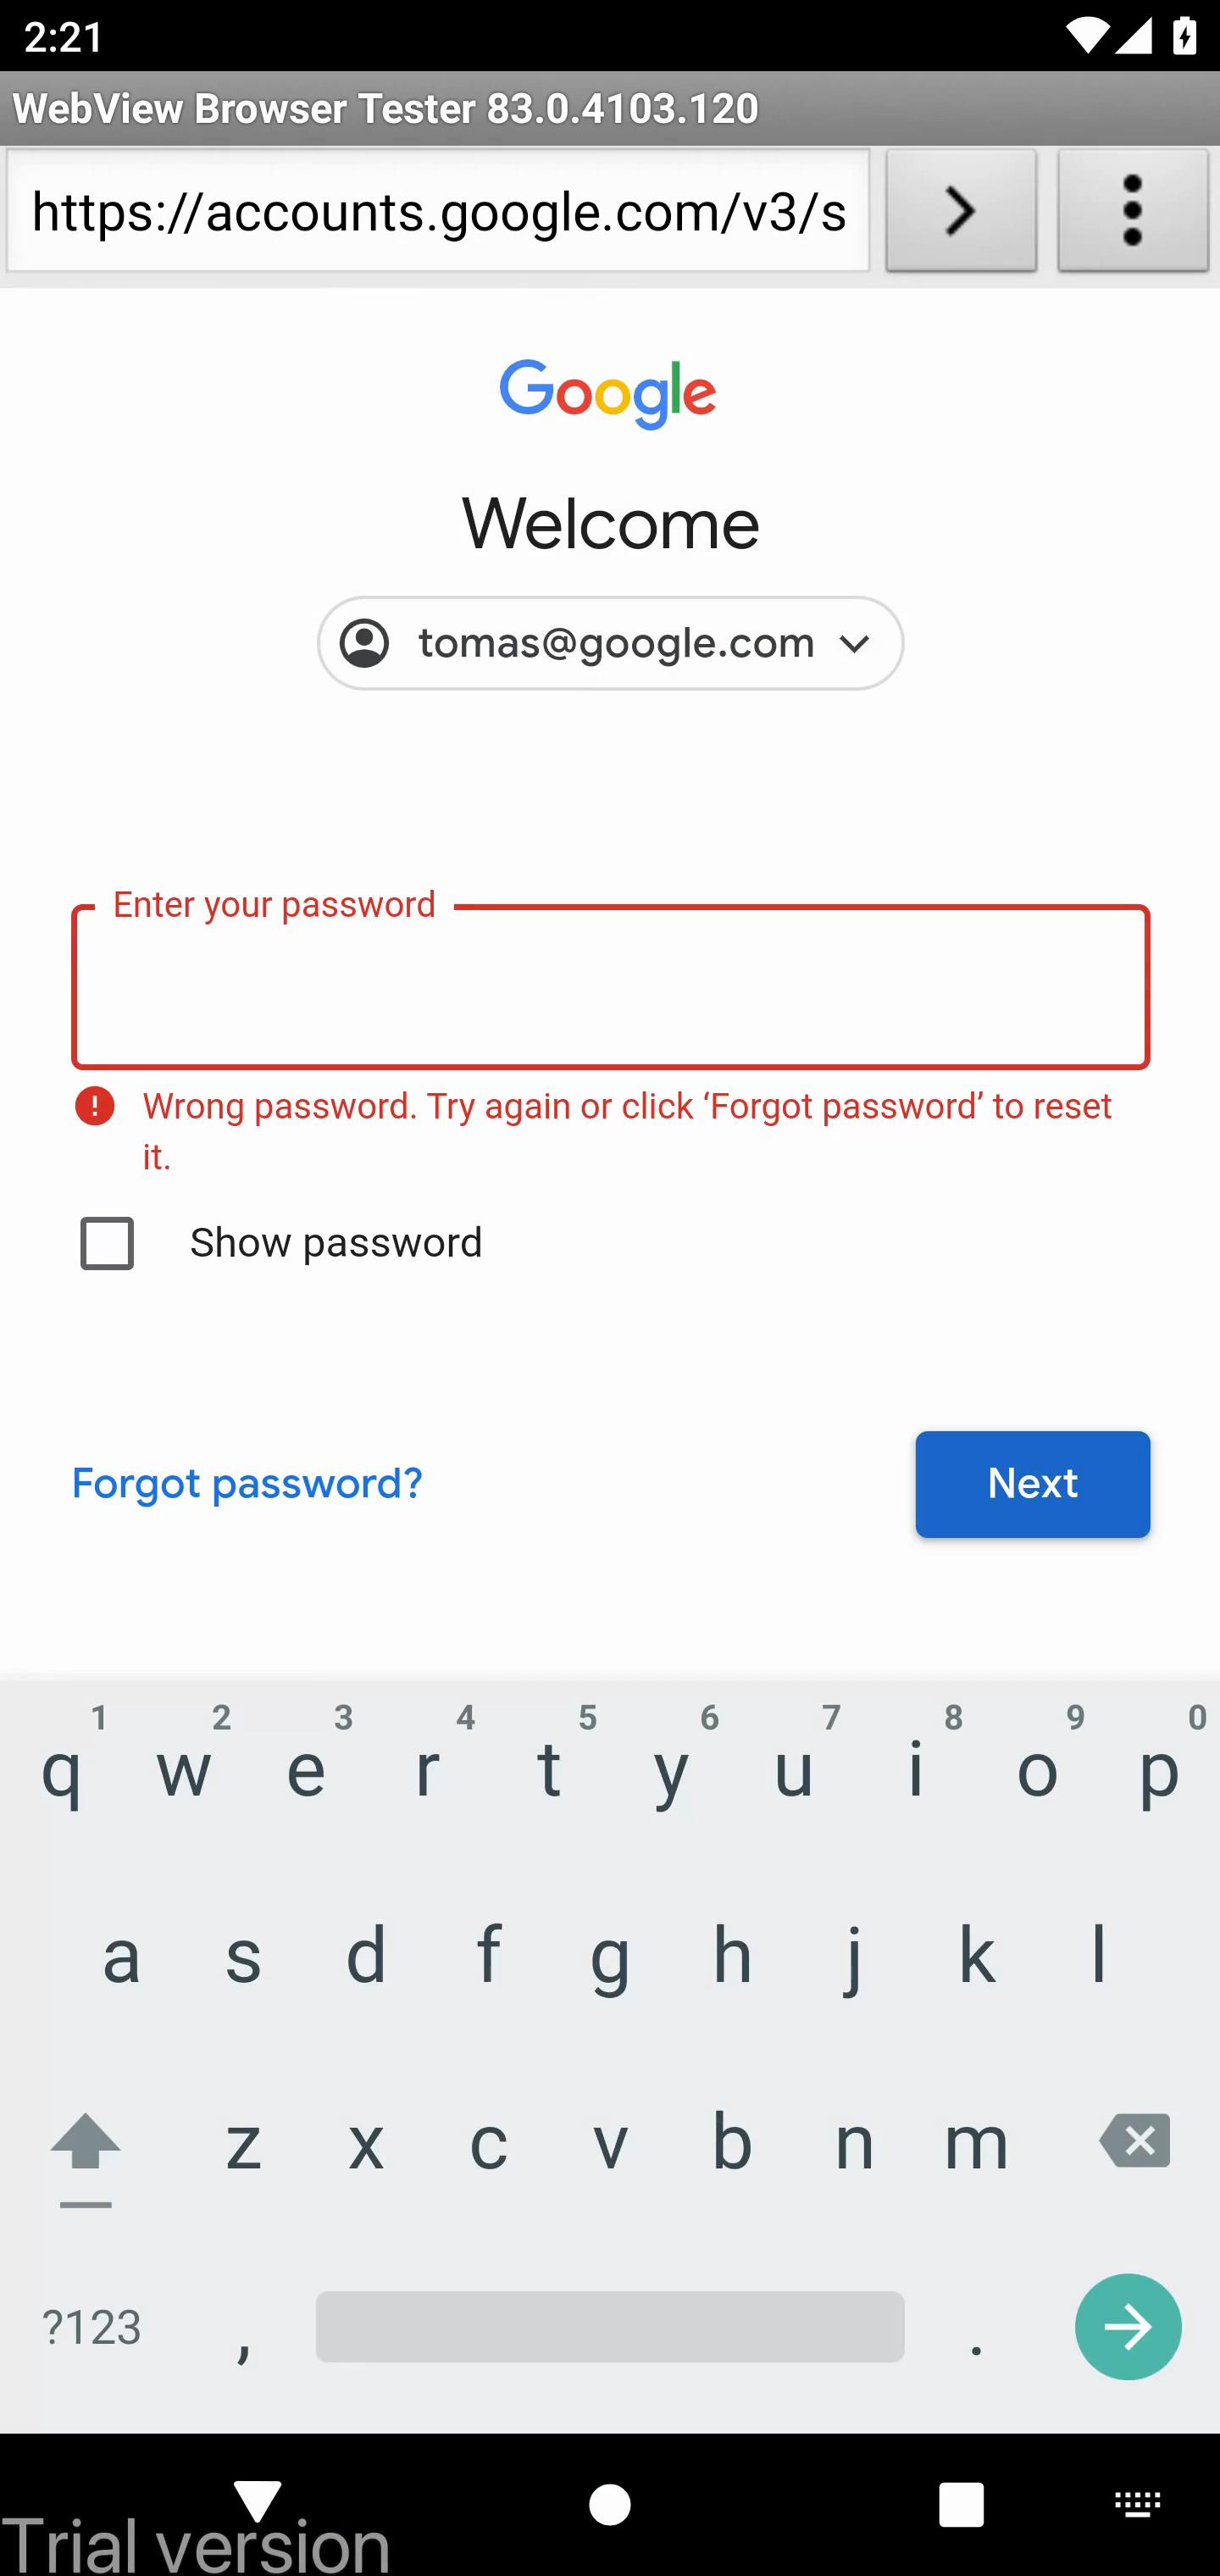 2:21
WebView Browser Tester 83.0.4103.120
https://accounts.google.com/v3/s
Google
Welcome
tomas@google.com
Enter your password
Wrong password. Try again or click ‘Forgot password’ to reset
it.
Show password
Forgot password?
Next
1 2 3 4 5 6 7 8 9 0
q w e r t y u i o p
a s d f g h j k l
z x c v b n m
?123 , .
Trial version